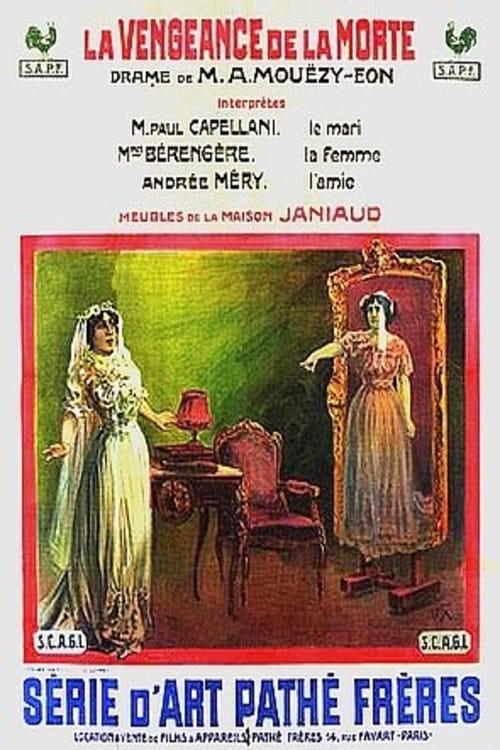 LA VENGEANCE DE LA MORTE
S.A.P.F.
S.A.P.F.
DRAME DE M. A. MOUËZY-EON
Interprètes
M. PAUL CAPELLANI. le mari
Mmes BÉRENGÈRE. la femme
ANDRÉE MÉRY. l'amie
MEUBLES DE LA MAISON JANIAUD
S.C.A.G.L
S.C.A.G.L
SÉRIE D'ART PATHÉ FRÈRES
LOCATION & VENTE DE FILMS & APPAREILS PATHÉ FRÈRES 14, RUE FAVART - PARIS-